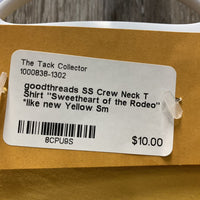 The Tack Collector
1000838-1302
goodthreads SS Crew Neck T
Shirt "Sweetheart of the Rodeo"
*like new Yellow Sm
8CPU9S
$10.00